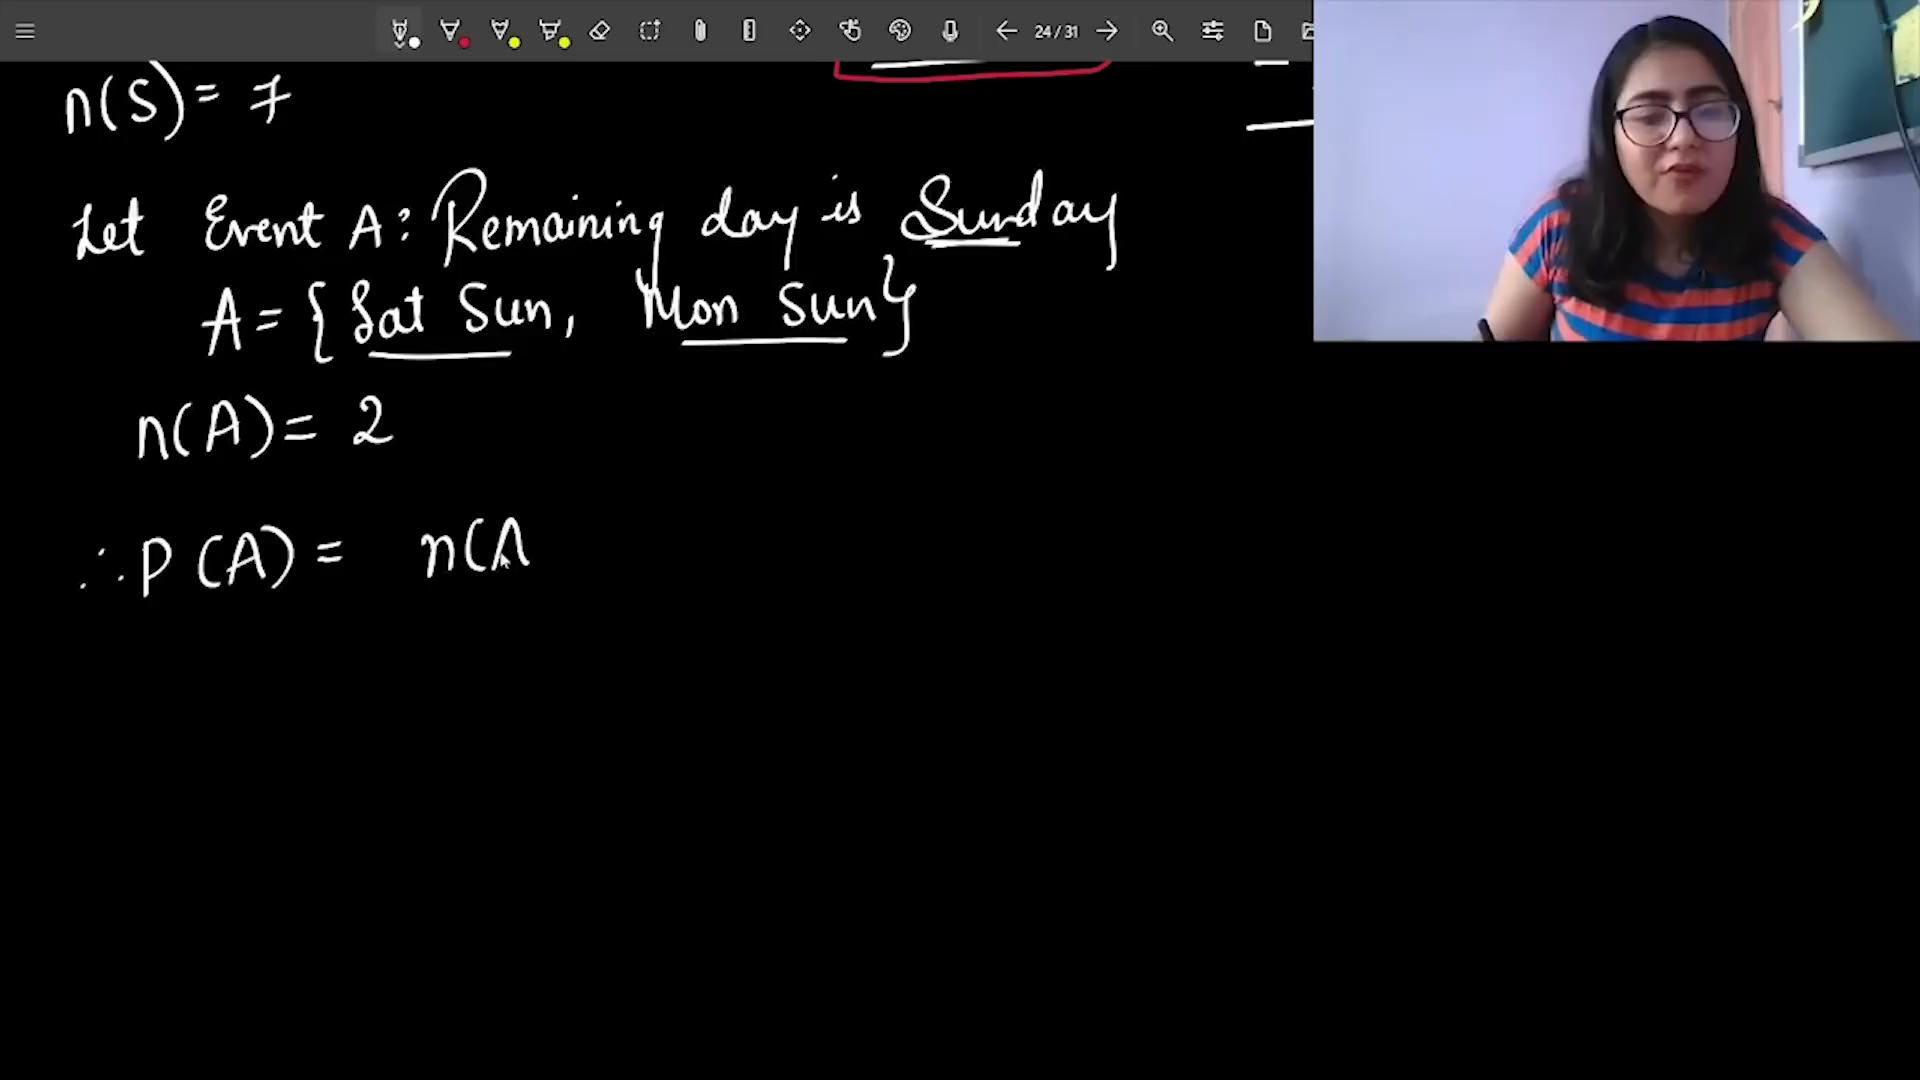 24 / 31
n(S) = 7
Let Event A : Remaining day is Sunday
A = { Sat Sun, Mon Sun }
n(A) = 2
∴ P (A) = n(A